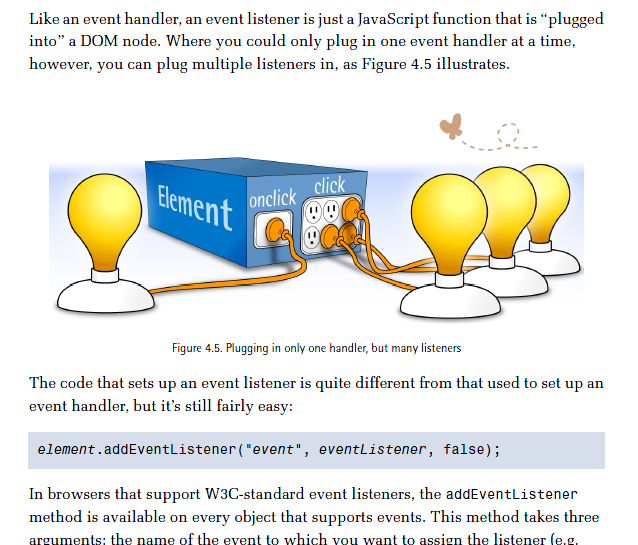 Like an event handler, an event listener is just a JavaScript function that is “plugged
into” a DOM node. Where you could only plug in one event handler at a time,
however, you can plug multiple listeners in, as Figure 4.5 illustrates.
Element
onclick
click
Figure 4.5. Plugging in only one handler, but many listeners
The code that sets up an event listener is quite different from that used to set up an
event handler, but it’s still fairly easy:
element.addEventListener("event", eventListener, false);
In browsers that support W3C-standard event listeners, the addEventListener
method is available on every object that supports events. This method takes three
arguments: the name of the event to which you want to assign the listener (e.g.